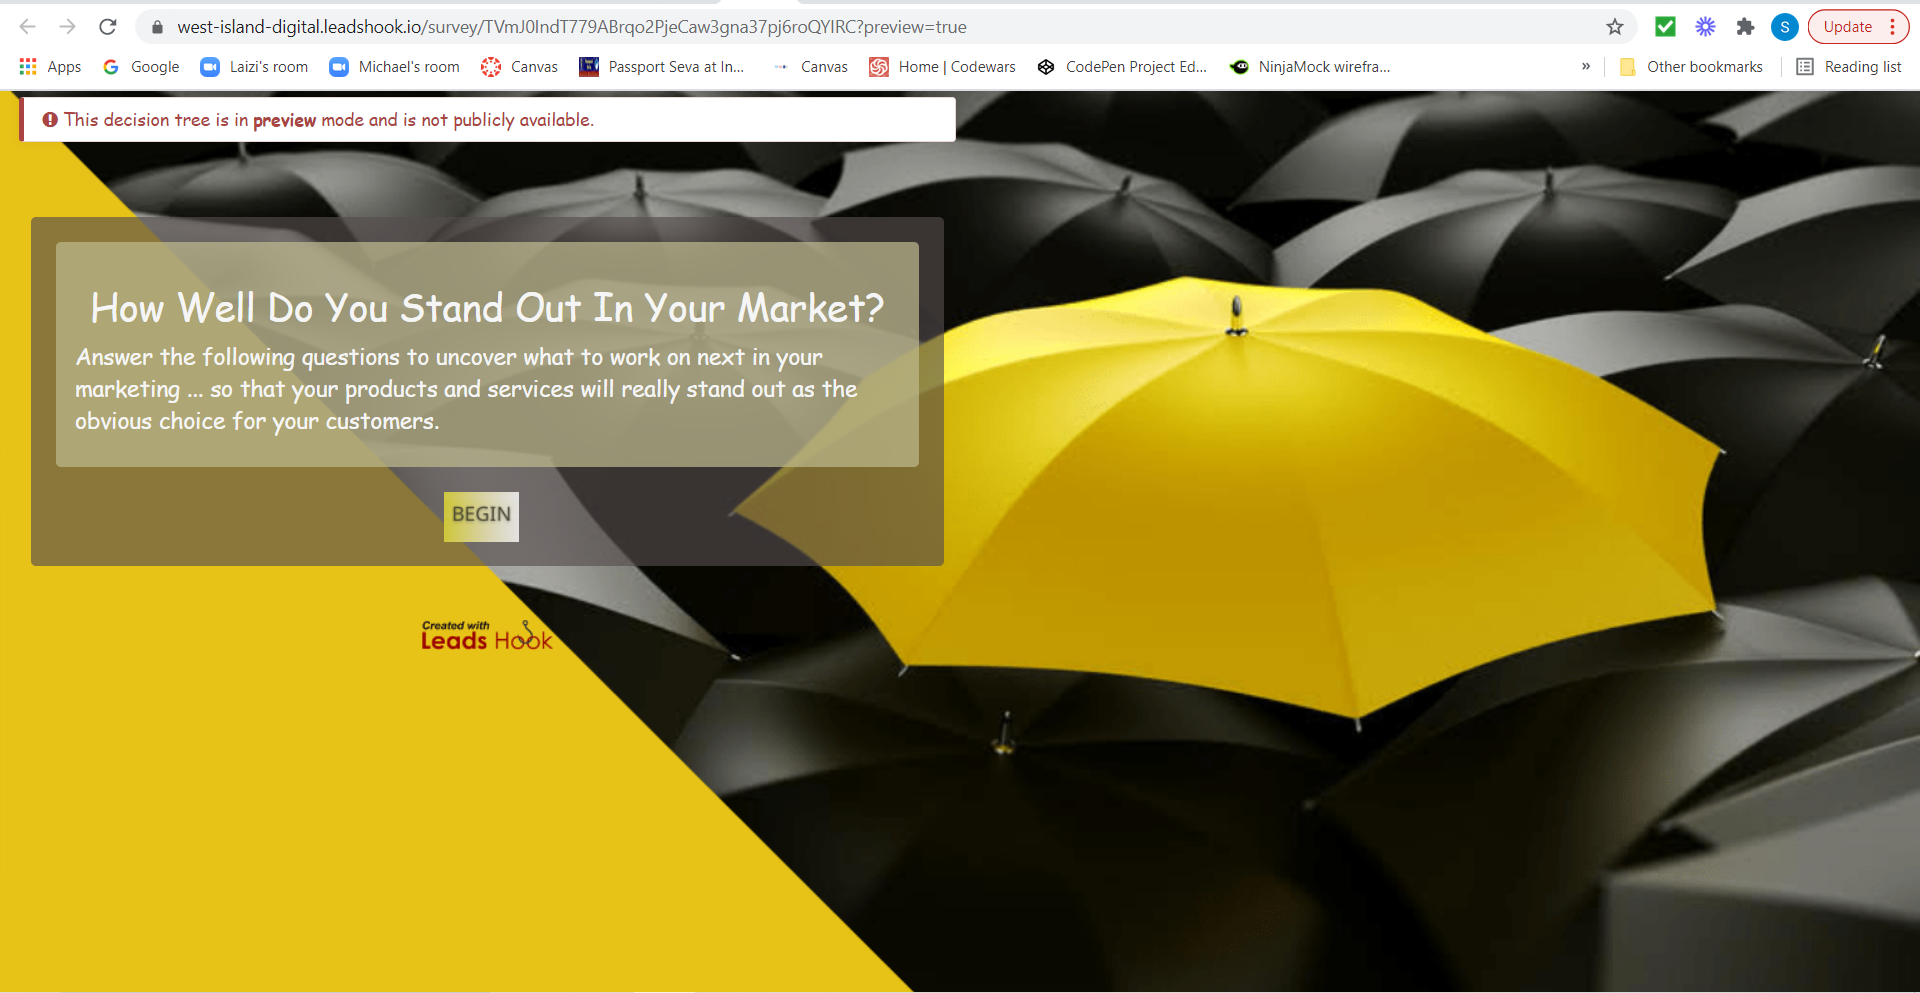 west-island-digital.leadshook.io/survey/TVmJ0IndT779ABrqo2PjeCaw3gna37pj6roQYIRC?preview=true
S
Update
Apps
Google
Laizi's room
Michael's room
Canvas
Passport Seva at In...
Canvas
Home | Codewars
CodePen Project Ed...
NinjaMock wirefra...
»
Other bookmarks
Reading list
This decision tree is in preview mode and is not publicly available.
How Well Do You Stand Out In Your Market?
Answer the following questions to uncover what to work on next in your
marketing ... so that your products and services will really stand out as the
obvious choice for your customers.
BEGIN
Created with
Leads Hook